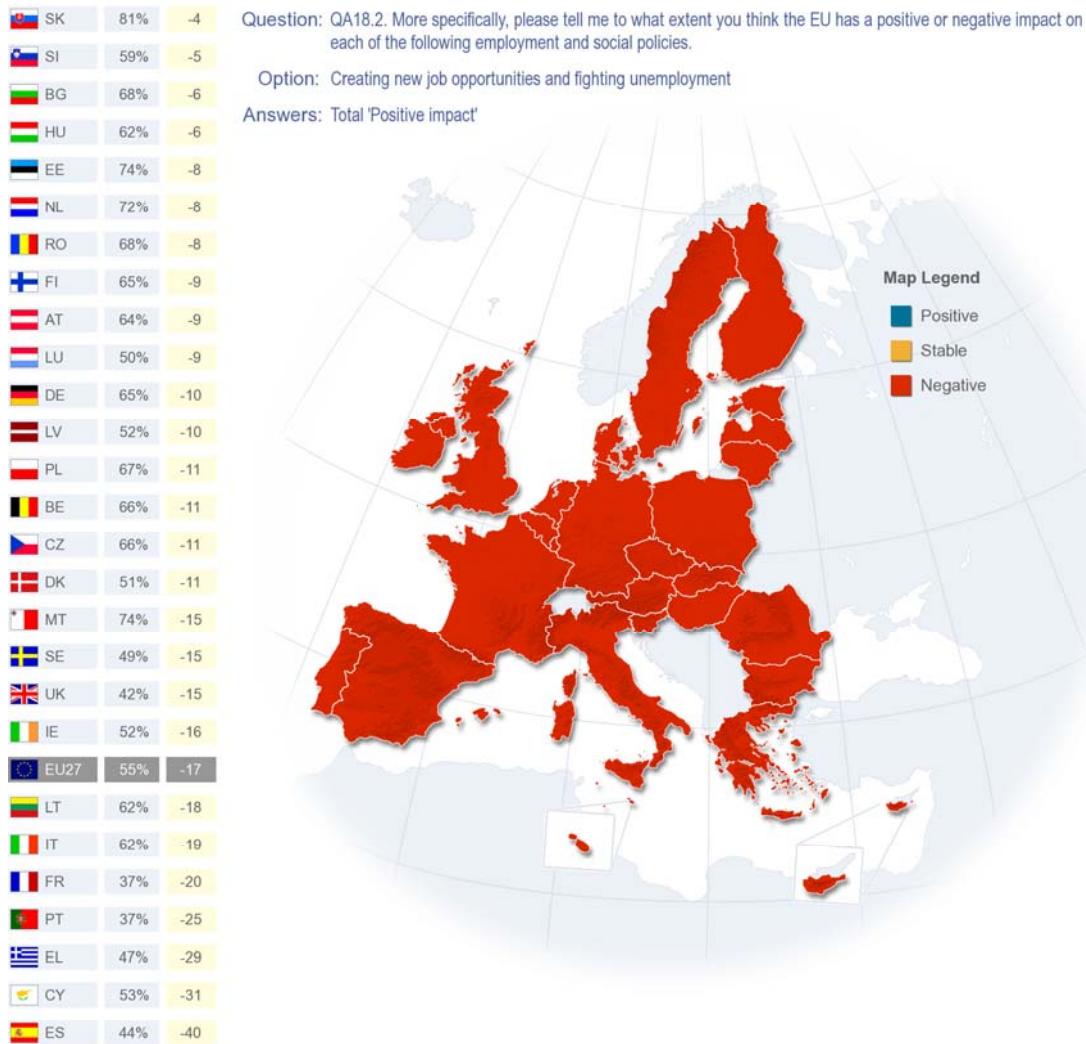 Question: QA18.2. More specifically, please tell me to what extent you think the EU has a positive or negative impact on
each of the following employment and social policies.
Option: Creating new job opportunities and fighting unemployment
Answers: Total 'Positive impact'
SK 81% -4
SI 59% -5
BG 68% -6
HU 62% -6
EE 74% -8
NL 72% -8
RO 68% -8
FI 65% -9
AT 64% -9
LU 50% -9
DE 65% -10
LV 52% -10
PL 67% -11
BE 66% -11
CZ 66% -11
DK 51% -11
MT 74% -15
SE 49% -15
UK 42% -15
IE 52% -16
EU27 55% -17
LT 62% -18
IT 62% -19
FR 37% -20
PT 37% -25
EL 47% -29
CY 53% -31
ES 44% -40
Map Legend
Positive
Stable
Negative